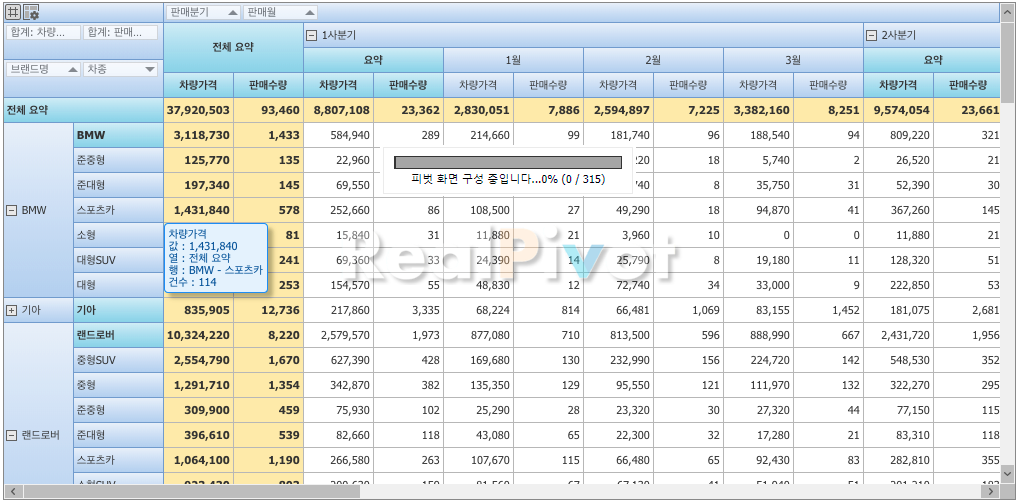 판매분기 판매월
합계: 차량... 합계: 판매...
브랜드명 차종
전체 요약 1사분기 2사분기
요약 1월 2월 3월 요약
차량가격 판매수량 차량가격 판매수량 차량가격 판매수량 차량가격 판매수량 차량가격 판매수량 차량가격 판매수량
전체 요약 37,920,503 93,460 8,807,108 23,362 2,830,051 7,886 2,594,897 7,225 3,382,160 8,251 9,574,054 23,661
BMW 3,118,730 1,433 584,940 289 214,660 99 181,740 96 188,540 94 809,220 321
준중형 125,770 135 22,960 18 5,740 2 26,520 21
준대형 197,340 145 69,550 8 35,750 31 52,390 30
BMW 스포츠카 1,431,840 578 252,660 86 108,500 27 49,290 18 94,870 41 367,260 145
소형 81 15,840 31 11,880 21 3,960 10 0 0 11,880 21
대형SUV 241 69,360 33 24,390 14 25,790 8 19,180 11 128,320 51
대형 253 154,570 55 48,830 12 72,740 34 33,000 9 222,850 53
기아 기아 835,905 12,736 217,860 3,335 68,224 814 66,481 1,069 83,155 1,452 181,075 2,681
랜드로버 10,324,220 8,220 2,579,570 1,973 877,080 710 813,500 596 888,990 667 2,431,720 1,956
중형SUV 2,554,790 1,670 627,390 428 169,680 130 232,990 156 224,720 142 548,530 352
중형 1,291,710 1,354 342,870 382 135,350 129 95,550 121 111,970 132 322,270 295
준중형 309,900 459 75,930 102 25,290 28 23,320 30 27,320 44 77,150 115
랜드로버 준대형 396,610 539 82,660 118 43,080 65 22,300 32 17,280 21 83,310 118
스포츠카 1,064,100 1,190 266,580 263 107,670 115 66,480 65 92,430 83 282,810 355
피벗 화면 구성 중입니다...0% (0 / 315)
차량가격
값 : 1,431,840
열 : 전체 요약
행 : BMW - 스포츠카
건수 : 114
RealPivot